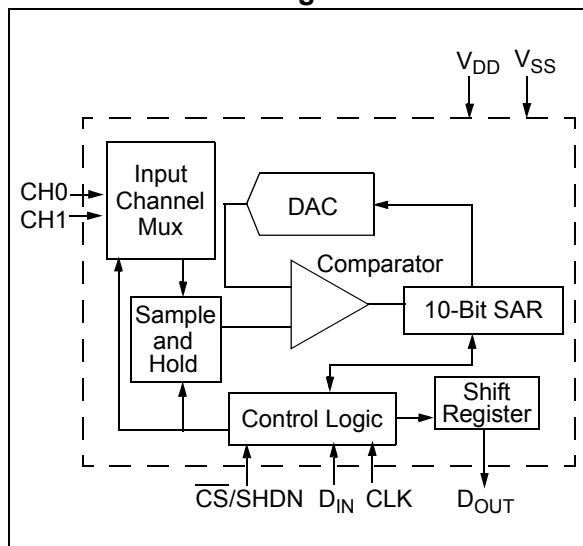 V_DD V_SS
Input
Channel
Mux
CH0
CH1
DAC
Comparator
10-Bit SAR
Sample
and
Hold
Control Logic
Shift
Register
C̅S̅/SHDN D_IN CLK D_OUT